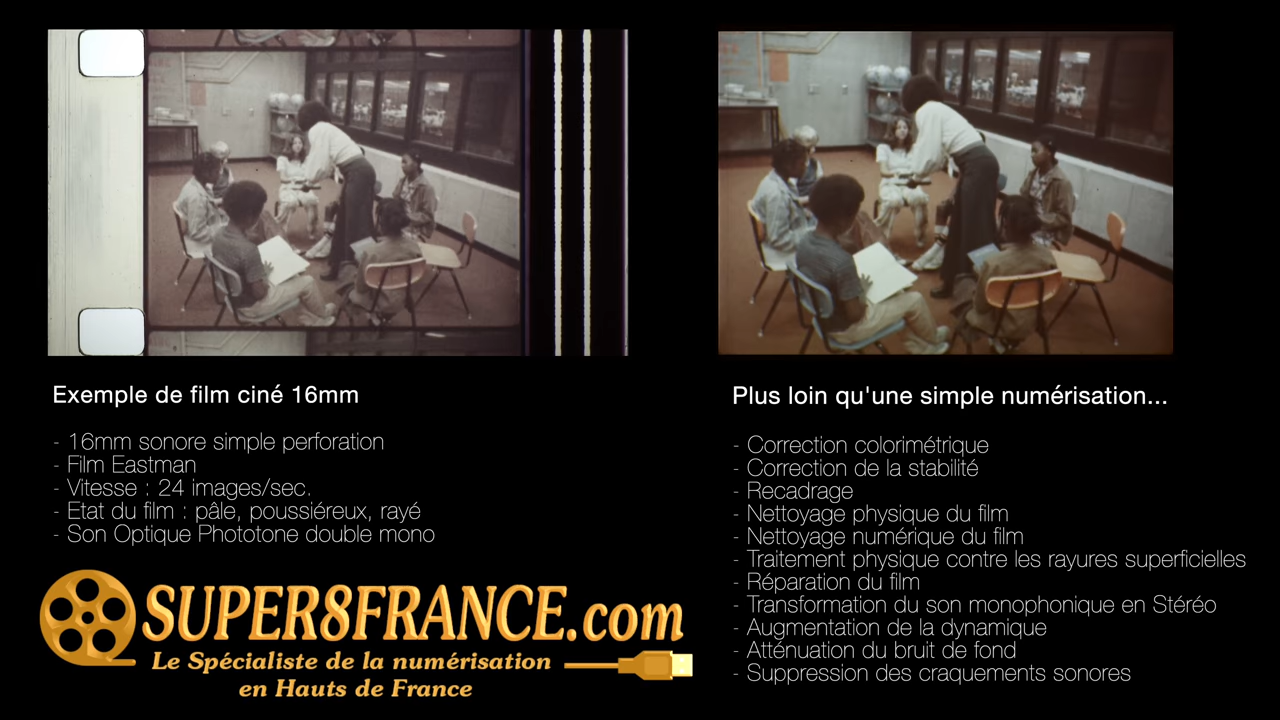 Exemple de film ciné 16mm
- 16mm sonore simple perforation
- Film Eastman
- Vitesse : 24 images/sec.
- Etat du film : pâle, poussiéreux, rayé
- Son Optique Phototone double mono
SUPER8FRANCE.com
Le Spécialiste de la numérisation
en Hauts de France
Plus loin qu'une simple numérisation...
- Correction colorimétrique
- Correction de la stabilité
- Recadrage
- Nettoyage physique du film
- Nettoyage numérique du film
- Traitement physique contre les rayures superficielles
- Réparation du film
- Transformation du son monophonique en Stéréo
- Augmentation de la dynamique
- Atténuation du bruit de fond
- Suppression des craquements sonores